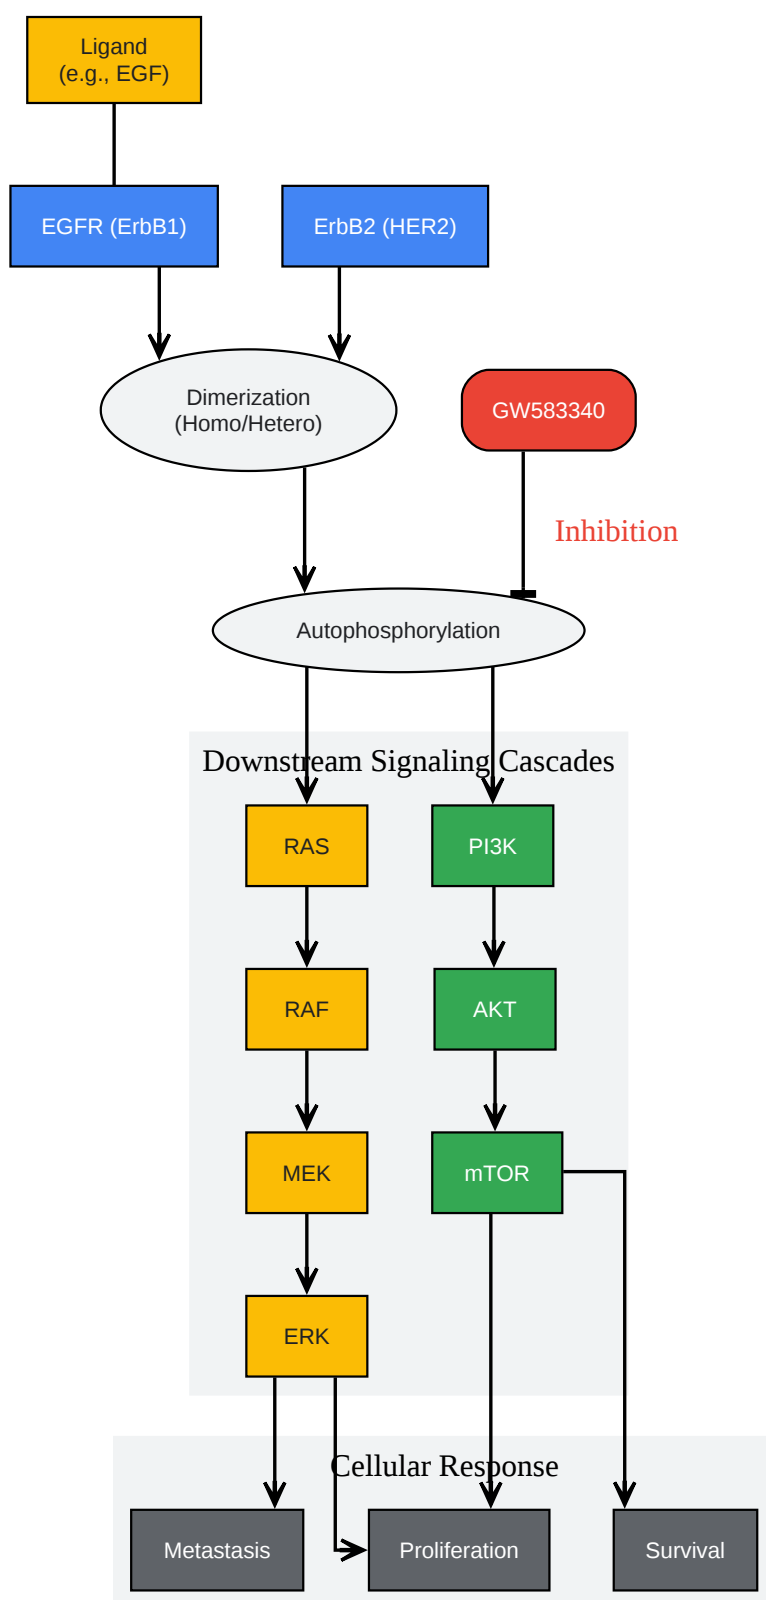 Ligand
(e.g., EGF)
EGFR (ErbB1)
ErbB2 (HER2)
Dimerization
(Homo/Hetero)
GW583340
Inhibition
Autophosphorylation
Downstream Signaling Cascades
RAS
PI3K
RAF
AKT
MEK
mTOR
ERK
Cellular Response
Metastasis
Proliferation
Survival